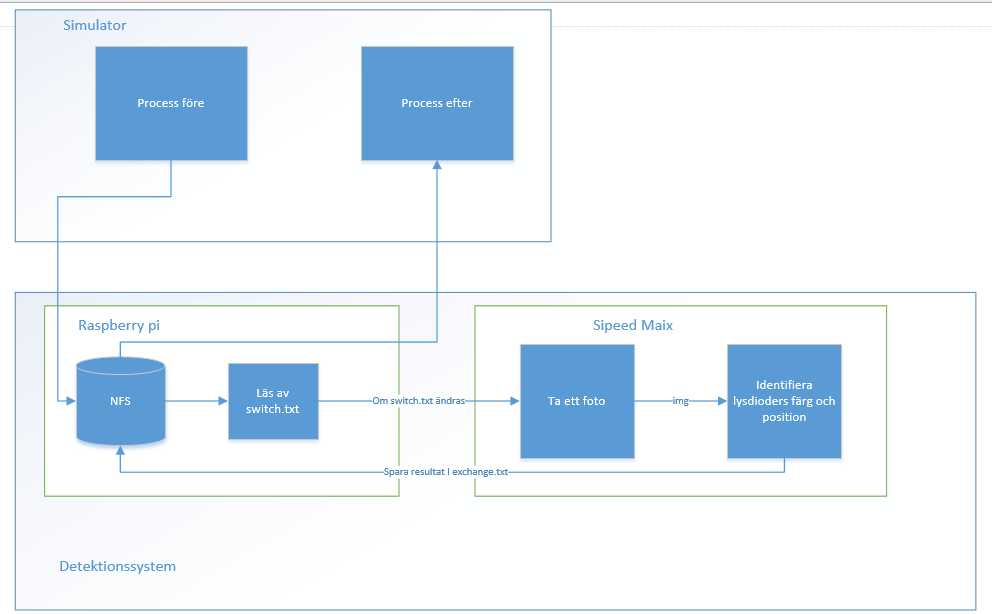 Simulator
Process före
Process efter
Raspberry pi
Sipeed Maix
NFS
Läs av
switch.txt
Om switch.txt ändras
Ta ett foto
img
Identifiera
lysdioders färg och
position
Spara resultat I exchange.txt
Detektionssystem